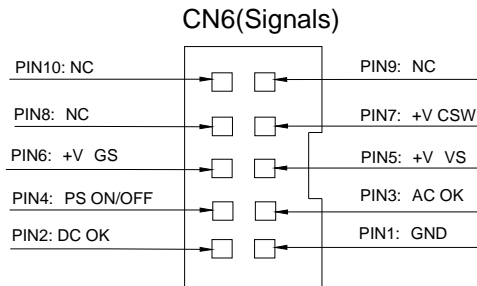 CN6(Signals)
PIN10: NC
PIN9: NC
PIN8: NC
PIN7: +V CSW
PIN6: +V GS
PIN5: +V VS
PIN4: PS ON/OFF
PIN3: AC OK
PIN2: DC OK
PIN1: GND